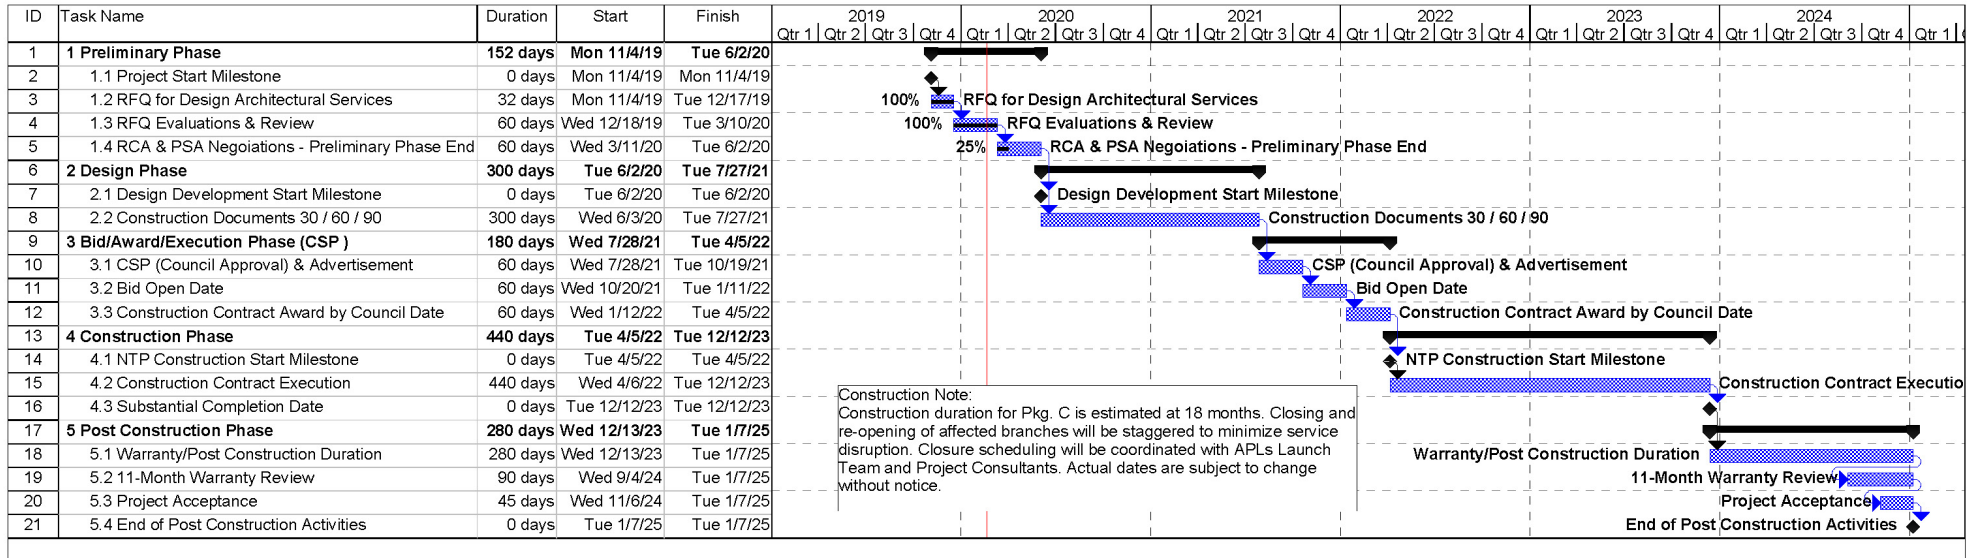 ID Task Name Duration Start Finish 2019 2020 2021 2022 2023 2024
Qtr 1 Qtr 2 Qtr 3 Qtr 4 Qtr 1 Qtr 2 Qtr 3 Qtr 4 Qtr 1 Qtr 2 Qtr 3 Qtr 4 Qtr 1 Qtr 2 Qtr 3 Qtr 4 Qtr 1 Qtr 2 Qtr 3 Qtr 4 Qtr 1 Qtr 2 Qtr 3 Qtr 4 Qtr 1
1 1 Preliminary Phase 152 days Mon 11/4/19 Tue 6/2/20
2 1.1 Project Start Milestone 0 days Mon 11/4/19 Mon 11/4/19
3 1.2 RFQ for Design Architectural Services 32 days Mon 11/4/19 Tue 12/17/19 100% RFQ for Design Architectural Services
4 1.3 RFQ Evaluations & Review 60 days Wed 12/18/19 Tue 3/10/20 100% RFQ Evaluations & Review
5 1.4 RCA & PSA Negoiations - Preliminary Phase End 60 days Wed 3/11/20 Tue 6/2/20 25% RCA & PSA Negoiations - Preliminary Phase End
6 2 Design Phase 300 days Tue 6/2/20 Tue 7/27/21
7 2.1 Design Development Start Milestone 0 days Tue 6/2/20 Tue 6/2/20 Design Development Start Milestone
8 2.2 Construction Documents 30 / 60 / 90 300 days Wed 6/3/20 Tue 7/27/21 Construction Documents 30 / 60 / 90
9 3 Bid/Award/Execution Phase (CSP ) 180 days Wed 7/28/21 Tue 4/5/22
10 3.1 CSP (Council Approval) & Advertisement 60 days Wed 7/28/21 Tue 10/19/21 CSP (Council Approval) & Advertisement
11 3.2 Bid Open Date 60 days Wed 10/20/21 Tue 1/11/22 Bid Open Date
12 3.3 Construction Contract Award by Council Date 60 days Wed 1/12/22 Tue 4/5/22 Construction Contract Award by Council Date
13 4 Construction Phase 440 days Tue 4/5/22 Tue 12/12/23
14 4.1 NTP Construction Start Milestone 0 days Tue 4/5/22 Tue 4/5/22 NTP Construction Start Milestone
15 4.2 Construction Contract Execution 440 days Wed 4/6/22 Tue 12/12/23 Construction Contract Executio
16 4.3 Substantial Completion Date 0 days Tue 12/12/23 Tue 12/12/23
17 5 Post Construction Phase 280 days Wed 12/13/23 Tue 1/7/25
18 5.1 Warranty/Post Construction Duration 280 days Wed 12/13/23 Tue 1/7/25 Warranty/Post Construction Duration
19 5.2 11-Month Warranty Review 90 days Wed 9/4/24 Tue 1/7/25 11-Month Warranty Review
20 5.3 Project Acceptance 45 days Wed 11/6/24 Tue 1/7/25 Project Acceptance
21 5.4 End of Post Construction Activities 0 days Tue 1/7/25 Tue 1/7/25 End of Post Construction Activities
Construction Note:
Construction duration for Pkg. C is estimated at 18 months. Closing and
re-opening of affected branches will be staggered to minimize service
disruption. Closure scheduling will be coordinated with APLs Launch
Team and Project Consultants. Actual dates are subject to change
without notice.